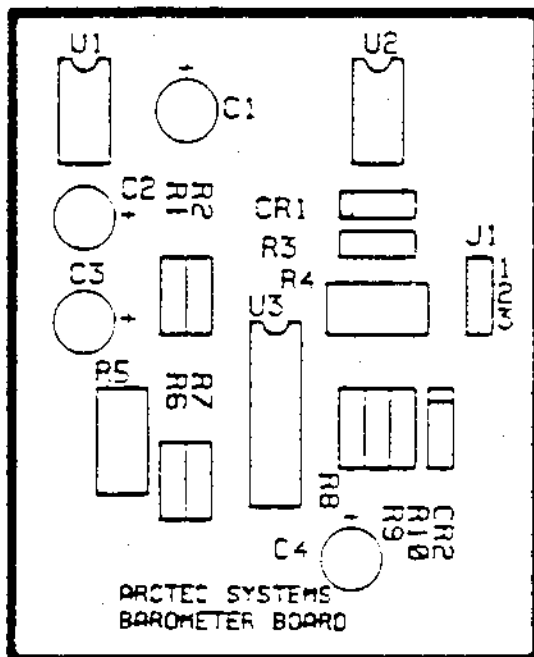 U1
U2
C1
C2
R1
R2
CR1
R3
J1
C3
R4
1
2
3
U3
R5
R6
R7
R8
R9
R10
CR2
C4
ARCTEC SYSTEMS
BAROMETER BOARD